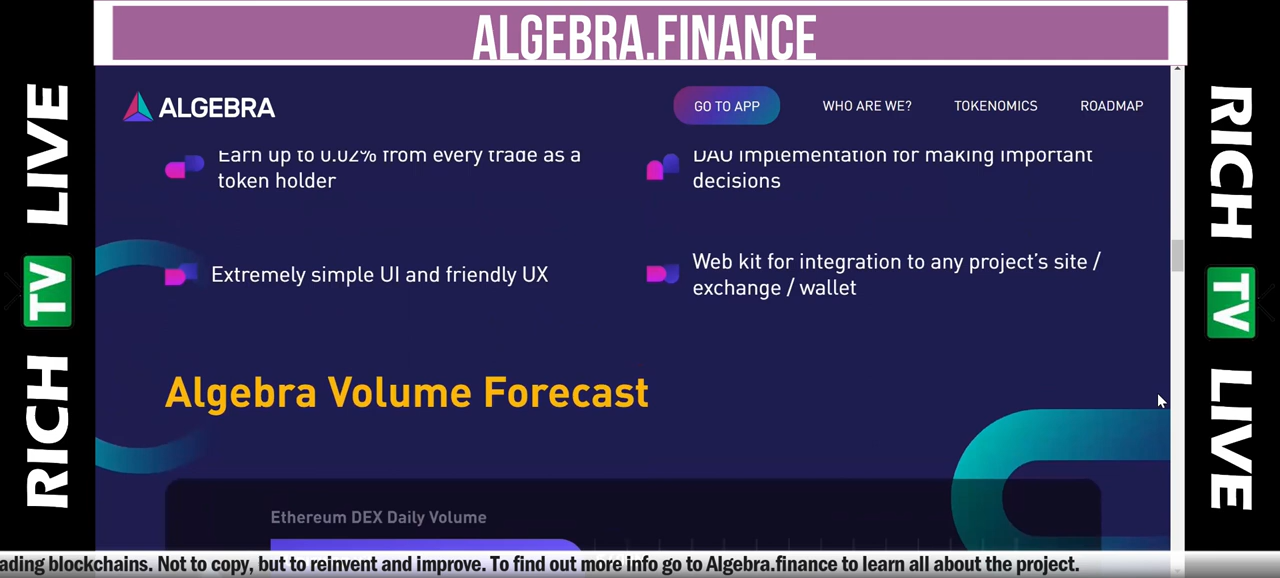 ALGEBRA.FINANCE
RICH TV LIVE
ALGEBRA
GO TO APP
WHO ARE WE?
TOKENOMICS
ROADMAP
Earn up to 0.02% from every trade as a
token holder
DAO implementation for making important
decisions
Extremely simple UI and friendly UX
Web kit for integration to any project's site /
exchange / wallet
Algebra Volume Forecast
Ethereum DEX Daily Volume
RICH TV LIVE
ading blockchains. Not to copy, but to reinvent and improve. To find out more info go to Algebra.finance to learn all about the project.